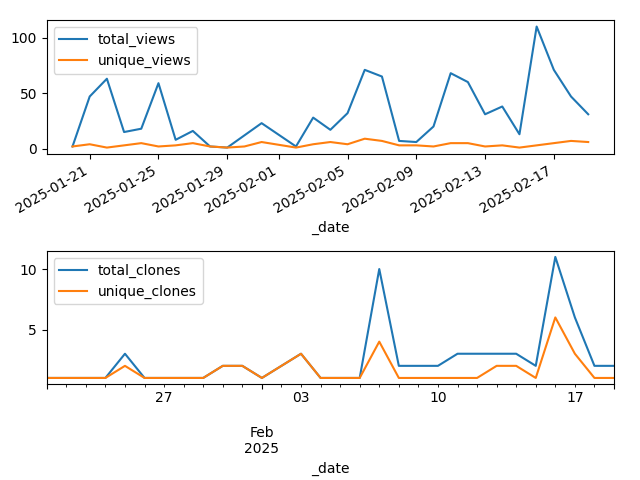 100
50
0
total_views
unique_views
2025-01-21
2025-01-25
2025-01-29
2025-02-01
2025-02-05
2025-02-09
2025-02-13
2025-02-17
_date
10
5
total_clones
unique_clones
27
03
10
17
Feb
2025
_date